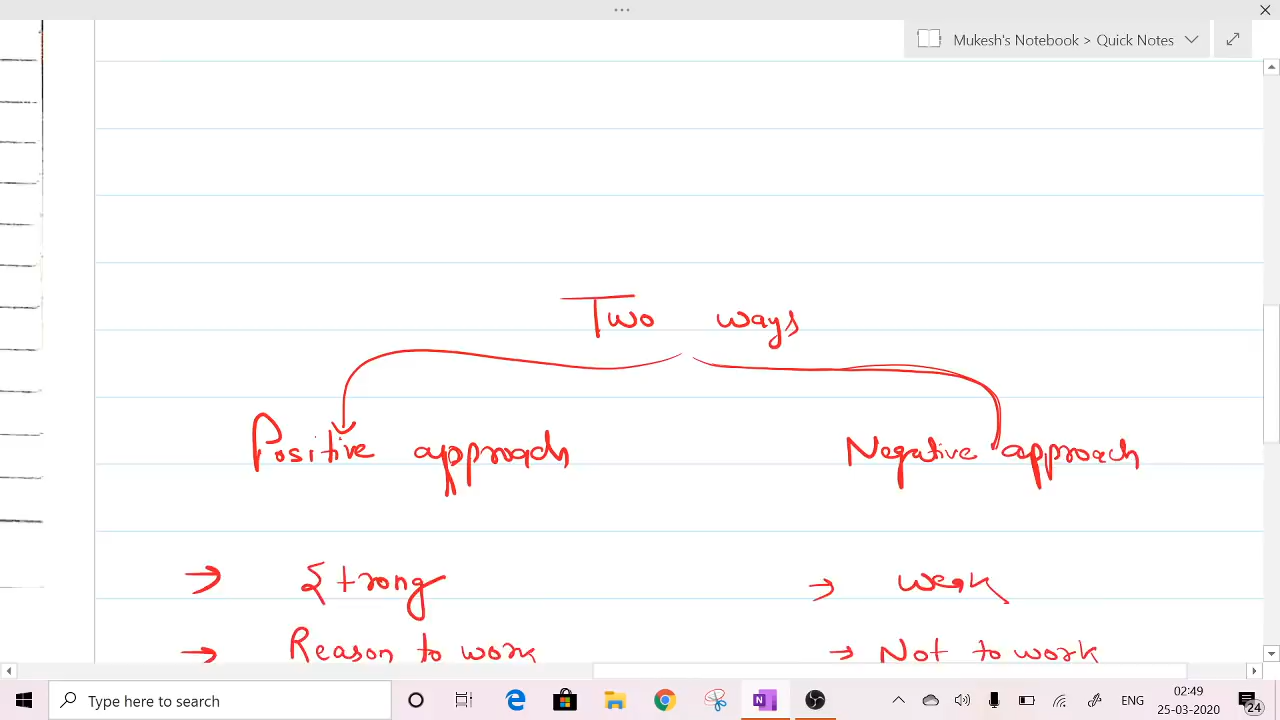 Mukesh's Notebook > Quick Notes
Two ways
Positive approach Negative approach
→ Strong → weak
→ Reason to work → Not to work
Type here to search
ENG 00:49
25-03-2020 24